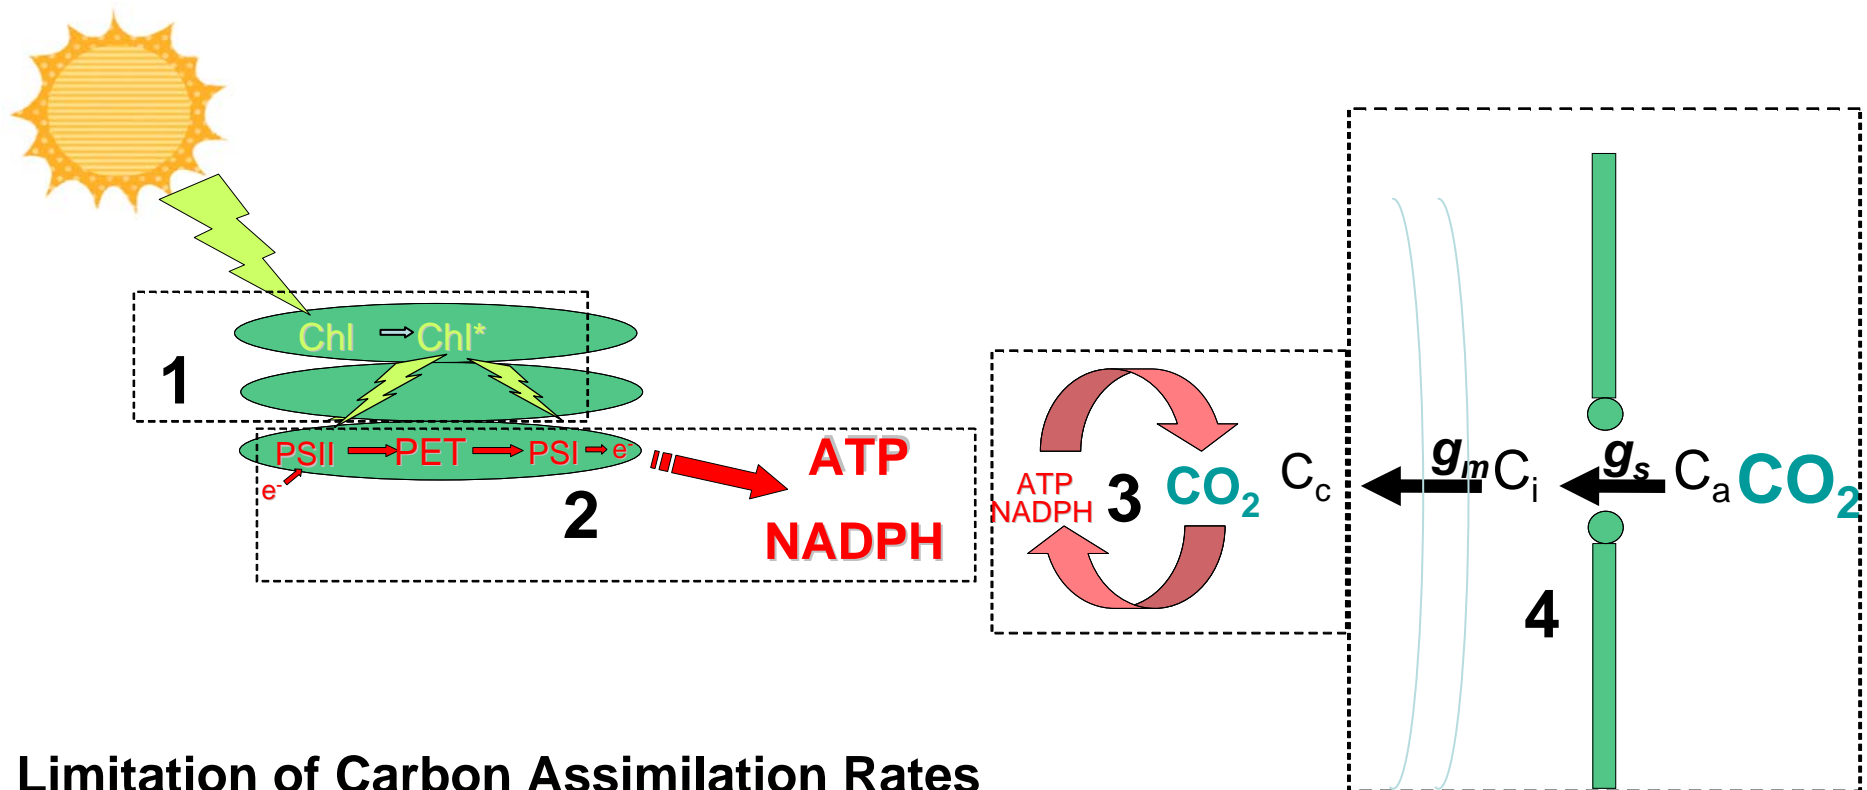 Chl Chl*
1
PSII PET PSI e-
e-
2
ATP
NADPH
ATP
NADPH
3
CO2
Cc
gm
Ci
gs
Ca
CO2
4
Limitation of Carbon Assimilation Rates